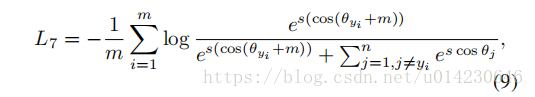 L_7 = -\frac{1}{m} \sum_{i=1}^{m} \log \frac{e^{s(\cos(\theta_{y_i}+m))}}{e^{s(\cos(\theta_{y_i}+m))} + \sum_{j=1, j \neq y_i}^{n} e^{s \cos \theta_j}},
https://blog.csdn.net/u014230646
(9)